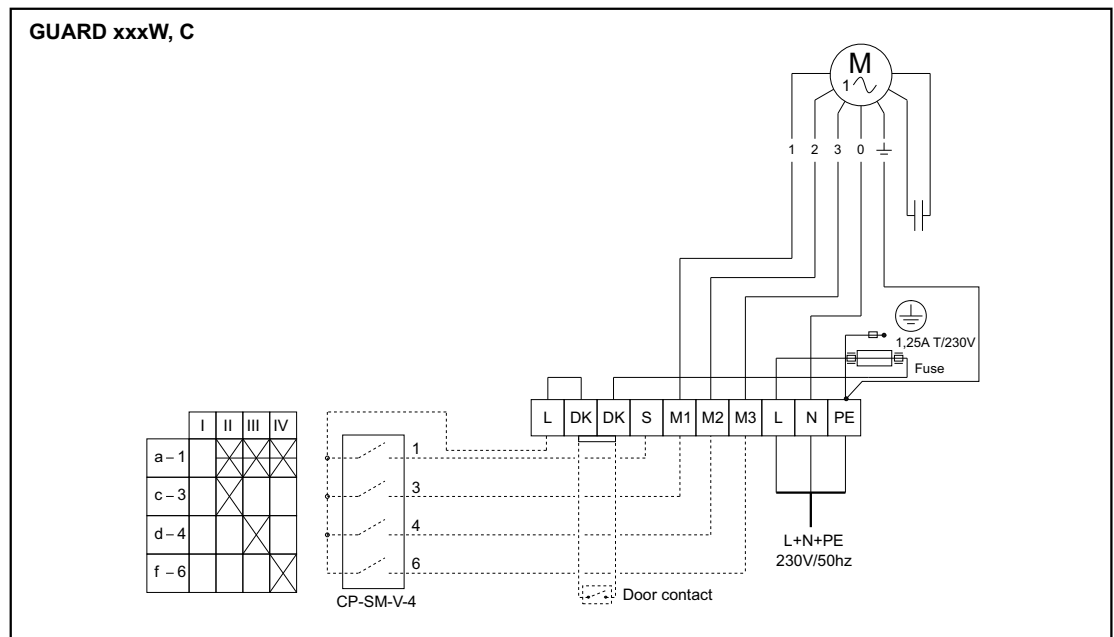 GUARD xxxW, C
M
1
1 2 3 0
1,25A T/230V
Fuse
L DK DK S M1 M2 M3 L N PE
I II III IV
a – 1
c – 3
d – 4
f – 6
1
3
4
6
CP-SM-V-4
Door contact
L+N+PE
230V/50hz